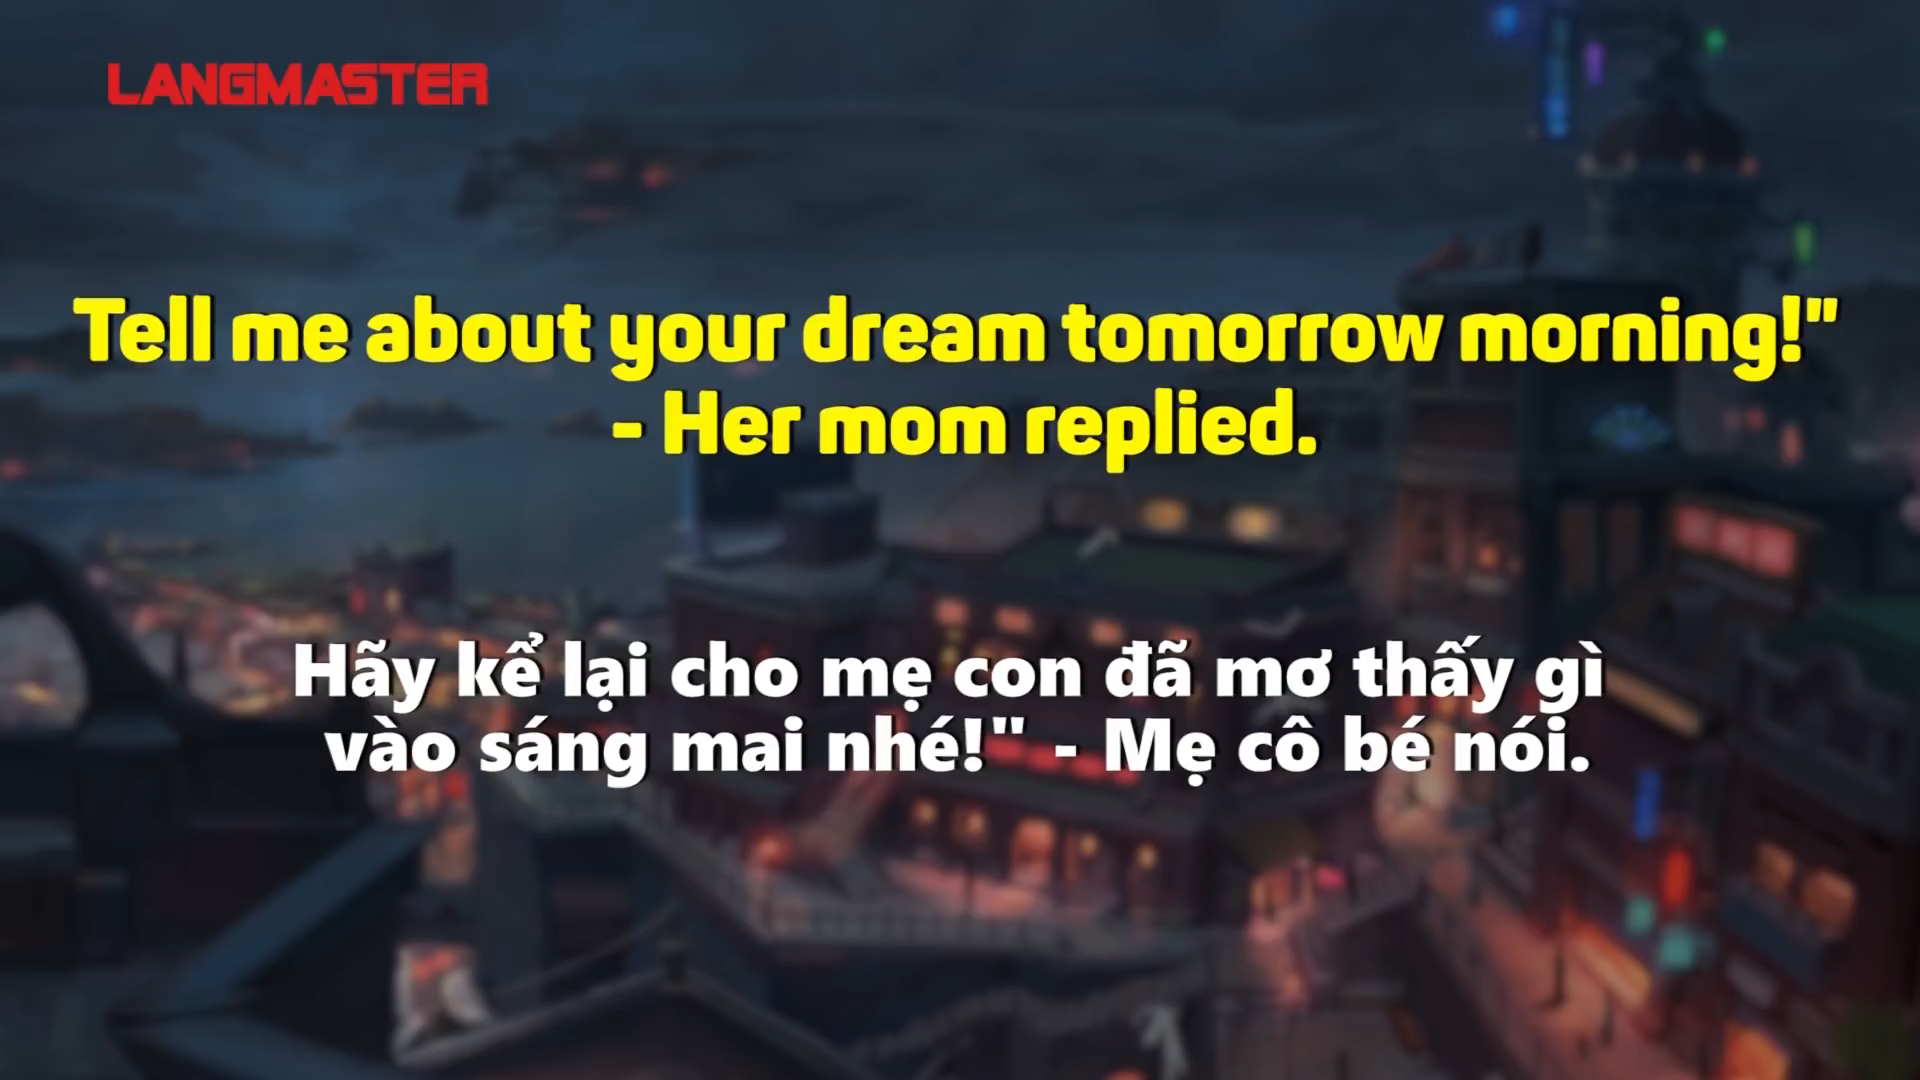 LANGMASTER
Tell me about your dream tomorrow morning!"
- Her mom replied.
Hãy kể lại cho mẹ con đã mơ thấy gì
vào sáng mai nhé!" - Mẹ cô bé nói.